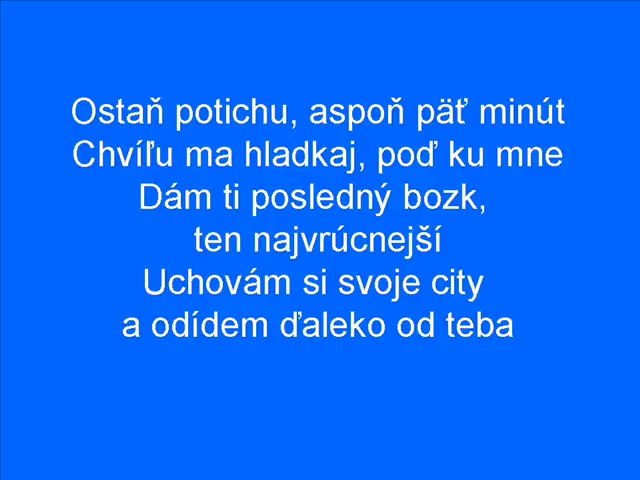 Ostaň potichu, aspoň päť minút
Chvíľu ma hladkaj, poď ku mne
Dám ti posledný bozk,
ten najvrúcnejší
Uchovám si svoje city
a odídem ďaleko od teba